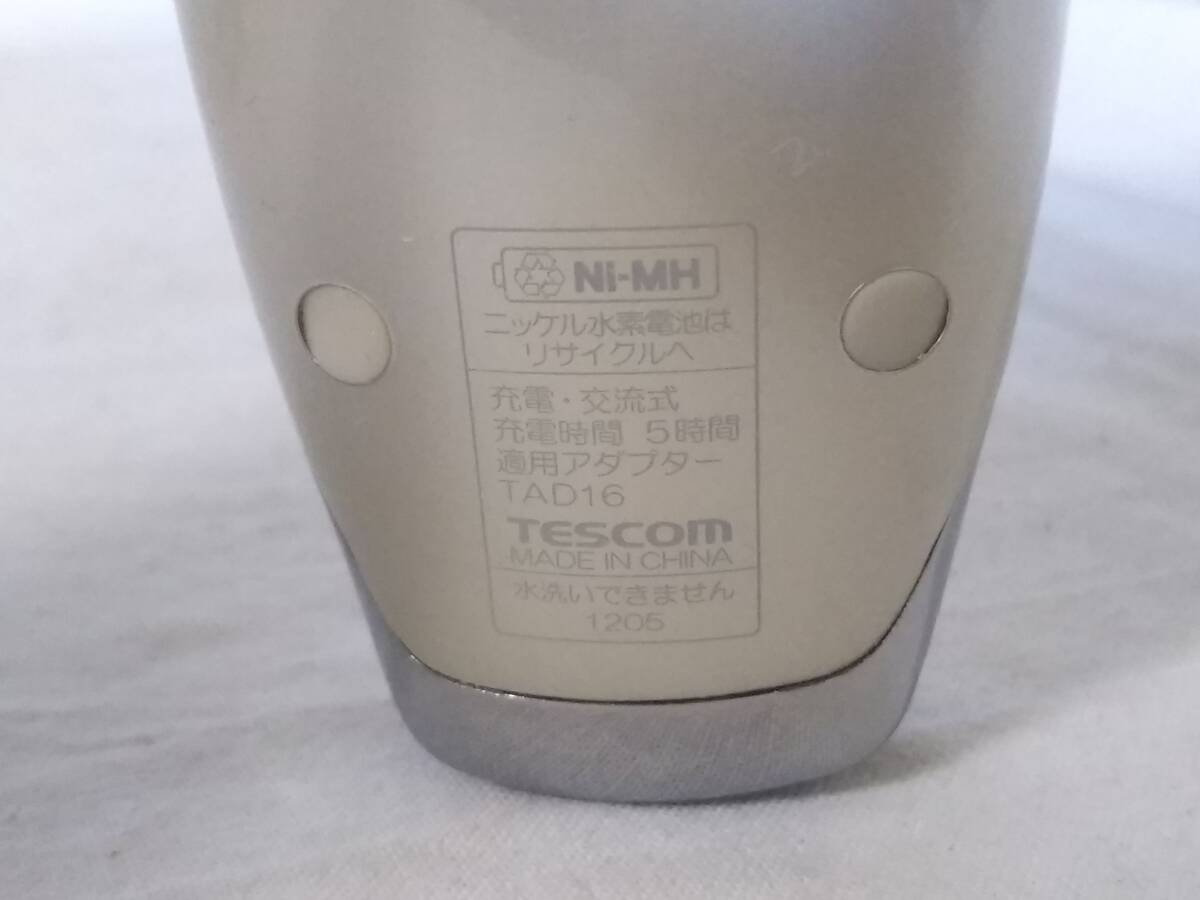 Ni-MH
ニッケル水素電池は
リサイクルへ
充電・交流式
充電時間 5時間
適用アダプター
TAD16
TESCOM
MADE IN CHINA
水洗いできません
1205